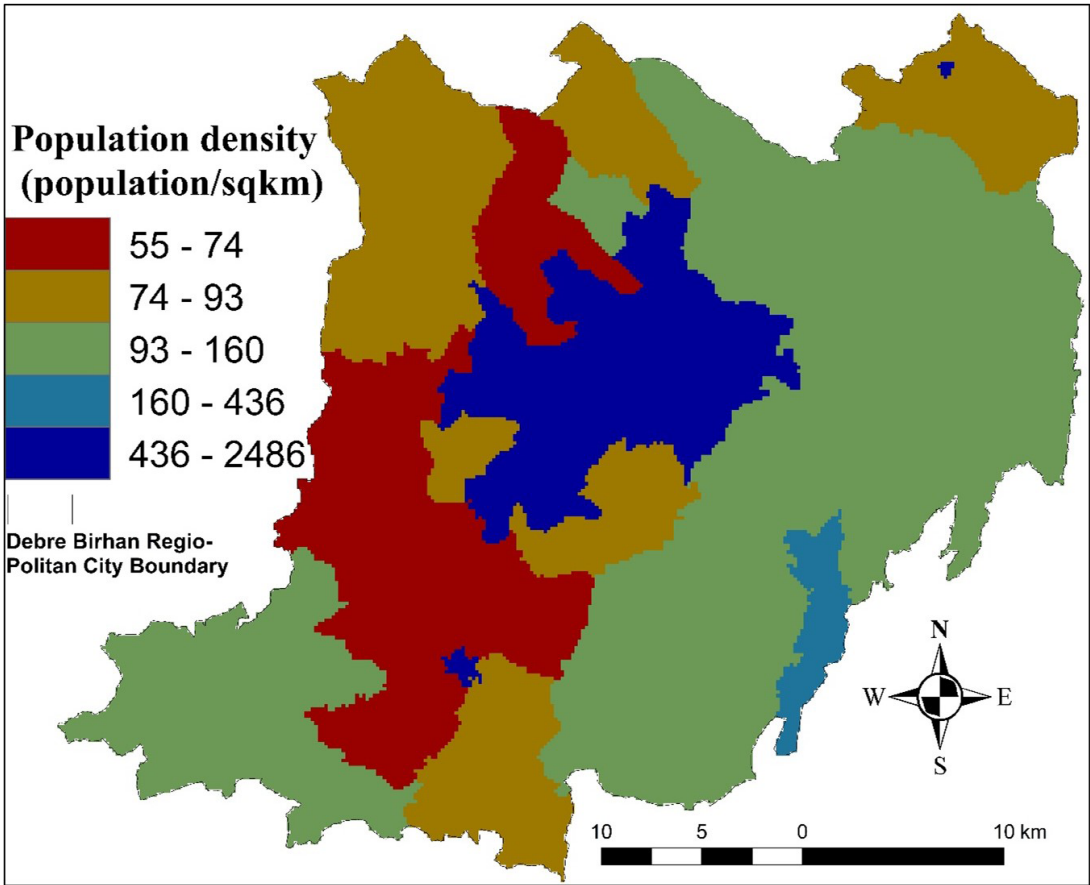 Population density
(population/sqkm)
55 - 74
74 - 93
93 - 160
160 - 436
436 - 2486
Debre Birhan Regio-
Politan City Boundary
N
W E
S
10 5 0 10 km